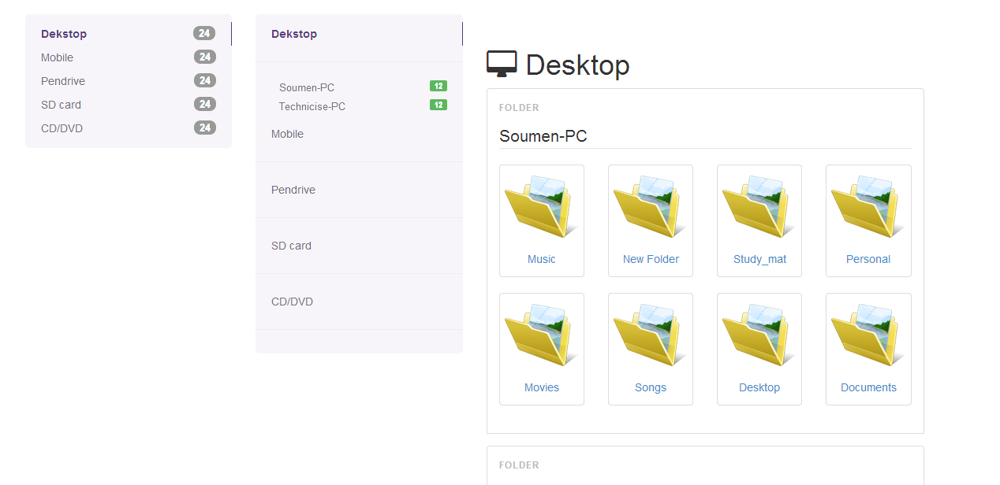 Dekstop 24
Mobile 24
Pendrive 24
SD card 24
CD/DVD 24
Dekstop
Soumen-PC 12
Technicise-PC 12
Mobile
Pendrive
SD card
CD/DVD
Desktop
FOLDER
Soumen-PC
Music New Folder Study_mat Personal
Movies Songs Desktop Documents
FOLDER